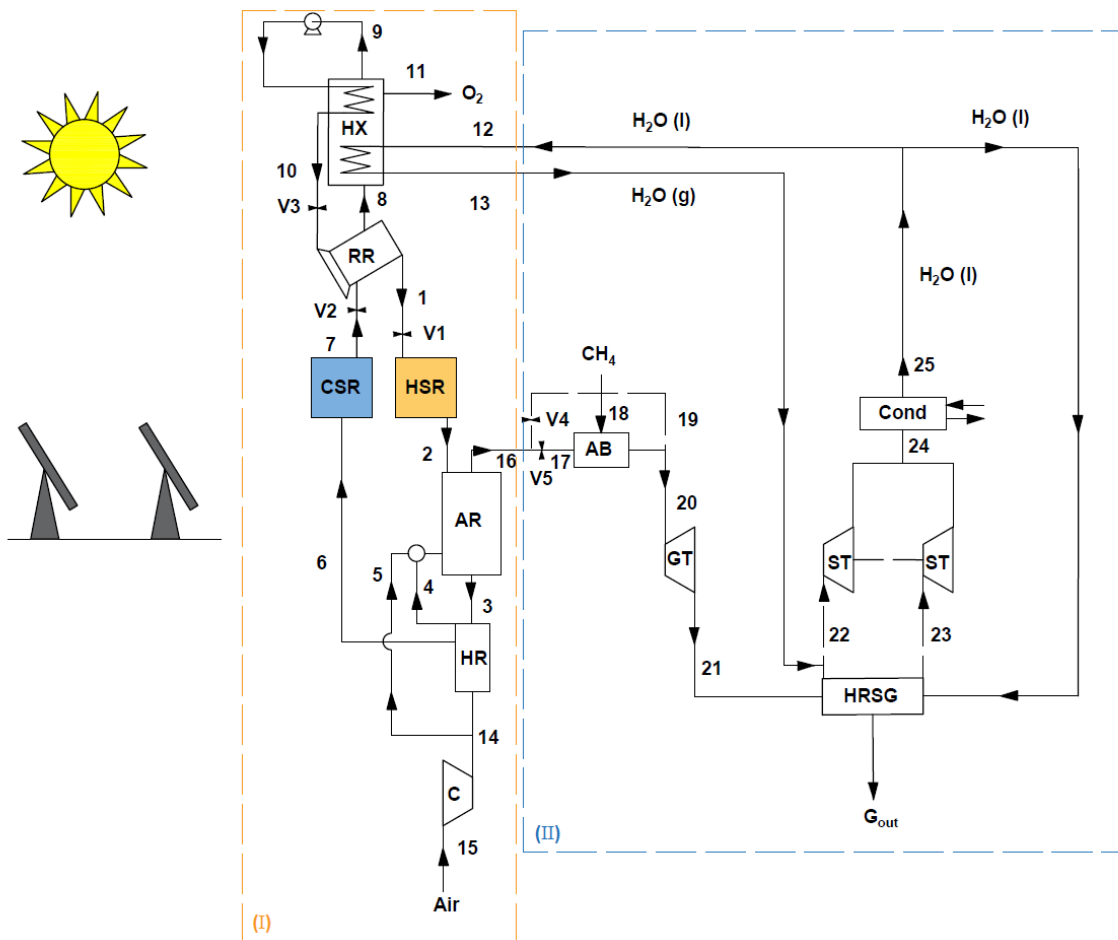 9
11
O2
HX
12
H2O (l)
H2O (l)
10
8
H2O (g)
13
V3
RR
1
H2O (l)
V2
V1
7
CH4
25
CSR
HSR
V4
18
19
Cond
2
16
17
AB
24
V5
AR
20
6
5
4
GT
ST
ST
3
22
23
HR
21
HRSG
14
C
Gout
15
(II)
Air
(I)